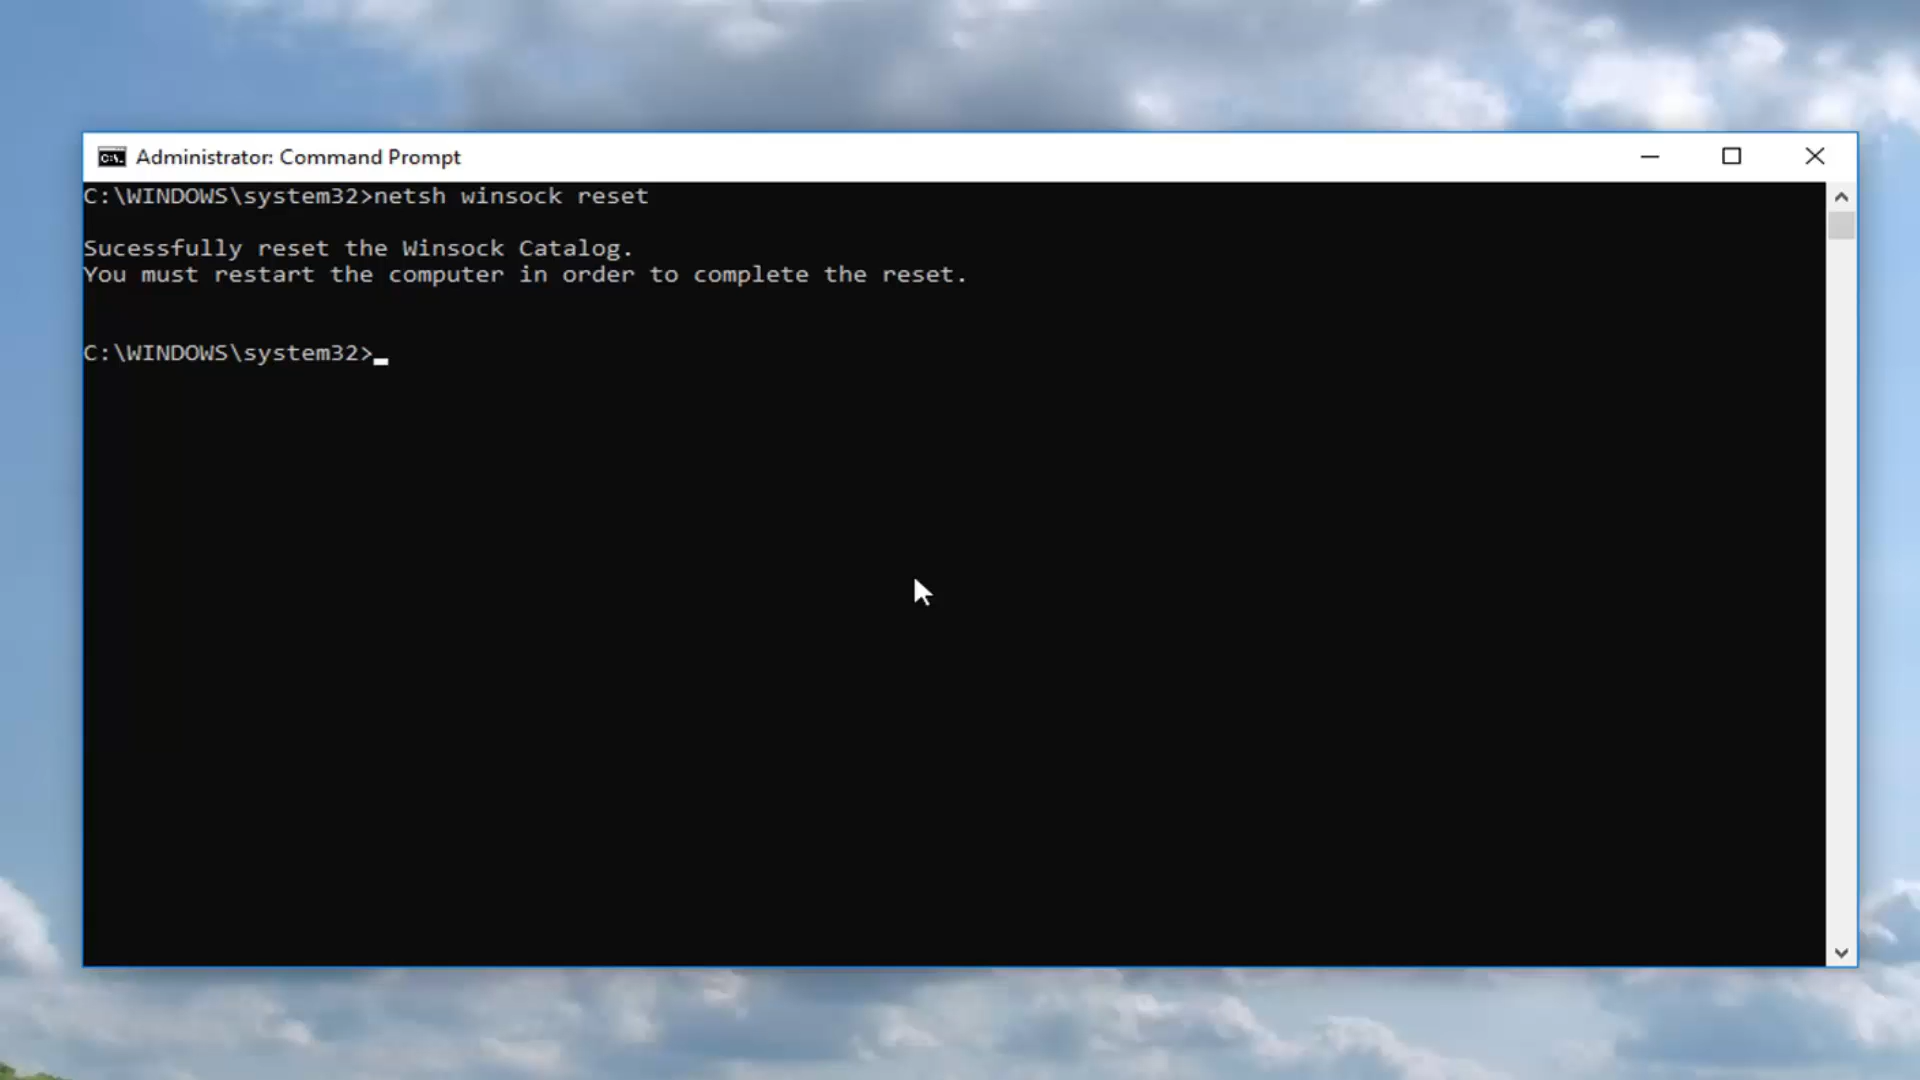 Administrator: Command Prompt
C:\WINDOWS\system32>netsh winsock reset
Sucessfully reset the Winsock Catalog.
You must restart the computer in order to complete the reset.
C:\WINDOWS\system32>